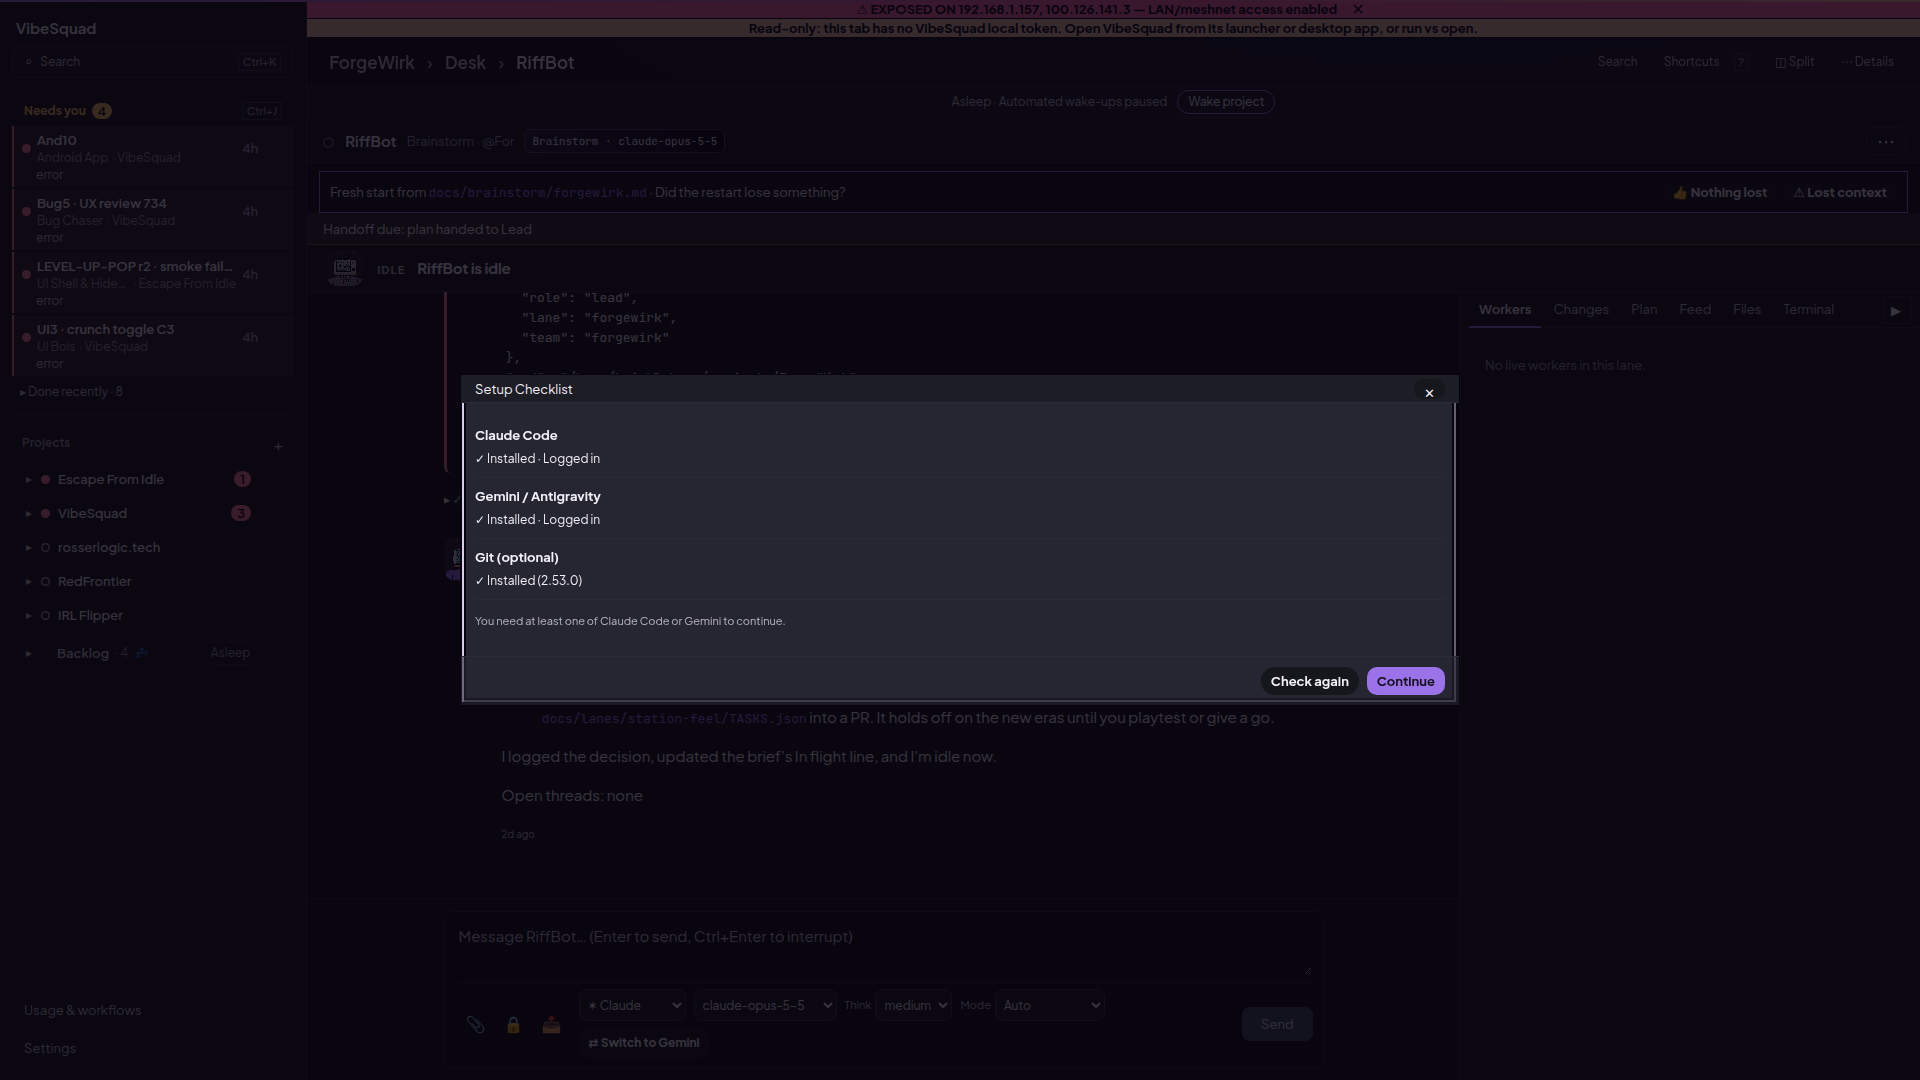 ⚠ EXPOSED ON 192.168.1.157, 100.126.141.3 — LAN/meshnet access enabled ✕
Read-only: this tab has no VibeSquad local token. Open VibeSquad from its launcher or desktop app, or run vs open.
VibeSquad
Search Ctrl+K
Needs you 4 Ctrl+J
And10
Android App · VibeSquad 4h
error
Bug5 · UX review 734
Bug Chaser · VibeSquad 4h
error
LEVEL-UP-POP r2 · smoke fail…
UI Shell & Hide… · Escape From Idle 4h
error
UI3 · crunch toggle C3
UI Bois · VibeSquad 4h
error
▸ Done recently · 8
Projects +
▸ Escape From Idle 1
▸ VibeSquad 3
▸ rosserlogic.tech
▸ RedFrontier
▸ IRL Flipper
▸ Backlog · 4 💤 Asleep
Usage & workflows
Settings
ForgeWirk › Desk › RiffBot
Search Shortcuts ? Split ⋯ Details
Asleep · Automated wake-ups paused Wake project
RiffBot Brainstorm · @For Brainstorm · claude-opus-5-5 ⋯
Fresh start from docs/brainstorm/forgewirk.md · Did the restart lose something? 👍 Nothing lost ⚠ Lost context
Handoff due: plan handed to Lead
IDLE RiffBot is idle
"role": "lead",
"lane": "forgewirk",
"team": "forgewirk"
},
Setup Checklist ×
Claude Code
✓ Installed · Logged in
Gemini / Antigravity
✓ Installed · Logged in
Git (optional)
✓ Installed (2.53.0)
You need at least one of Claude Code or Gemini to continue.
Check again Continue
docs/lanes/station-feel/TASKS.json into a PR. It holds off on the new eras until you playtest or give a go.
I logged the decision, updated the brief's In flight line, and I'm idle now.
Open threads: none
2d ago
Message RiffBot… (Enter to send, Ctrl+Enter to interrupt)
✶ Claude claude-opus-5-5 Think medium Mode Auto
⇄ Switch to Gemini
Send
Workers Changes Plan Feed Files Terminal ▶
No live workers in this lane.